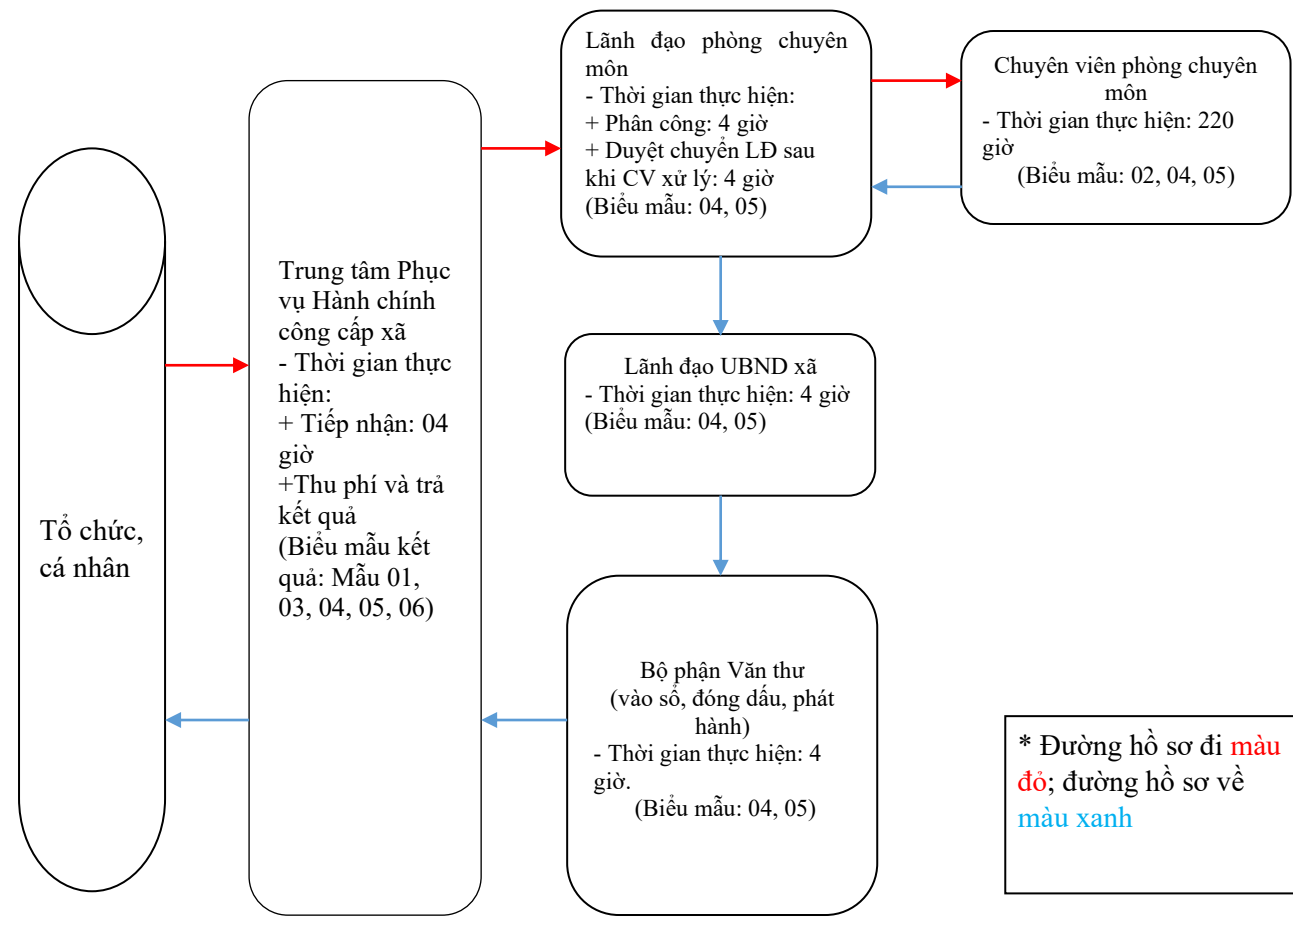 Tổ chức,
cá nhân
Trung tâm Phục
vụ Hành chính
công cấp xã
- Thời gian thực
hiện:
+ Tiếp nhận: 04
giờ
+Thu phí và trả
kết quả
(Biểu mẫu kết
quả: Mẫu 01,
03, 04, 05, 06)
Lãnh đạo phòng chuyên
môn
- Thời gian thực hiện:
+ Phân công: 4 giờ
+ Duyệt chuyển LĐ sau
khi CV xử lý: 4 giờ
(Biểu mẫu: 04, 05)
Chuyên viên phòng chuyên
môn
- Thời gian thực hiện: 220
giờ
(Biểu mẫu: 02, 04, 05)
Lãnh đạo UBND xã
- Thời gian thực hiện: 4 giờ
(Biểu mẫu: 04, 05)
Bộ phận Văn thư
(vào sổ, đóng dấu, phát
hành)
- Thời gian thực hiện: 4
giờ.
(Biểu mẫu: 04, 05)
* Đường hồ sơ đi màu
đỏ; đường hồ sơ về
màu xanh